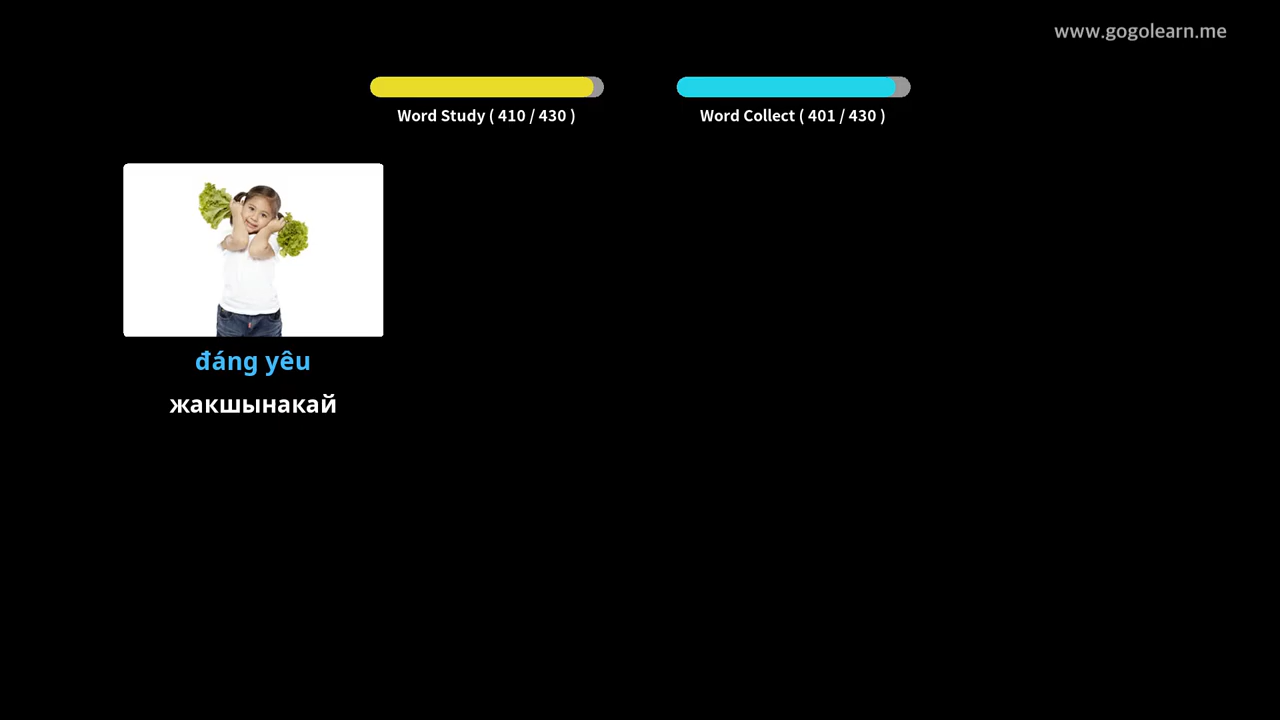 www.gogolearn.me
Word Study ( 410 / 430 )
Word Collect ( 401 / 430 )
đáng yêu
жакшынакай